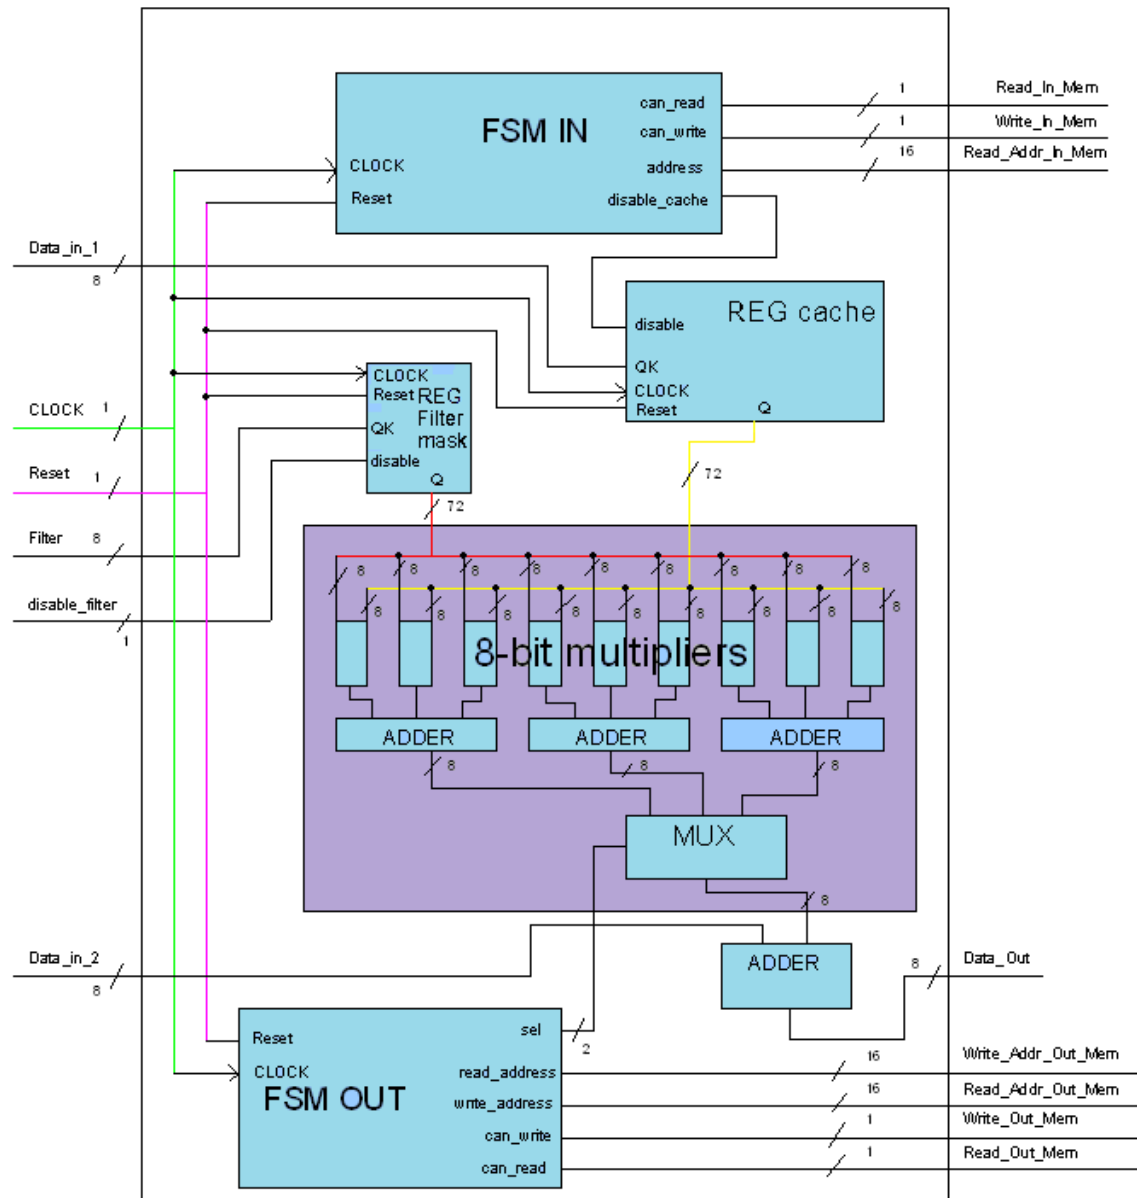 can_read
1
Read_In_Mem
FSM IN
can_write
1
Write_In_Mem
CLOCK
address
16
Read_Addr_In_Mem
Reset
disable_cache
Data_in_1
8
REG cache
disable
QK
CLOCK
Reset
Q
CLOCK
Reset
REG
Filter
mask
QK
disable
Q
CLOCK
1
Reset
1
Filter
8
disable_filter
1
72
72
8 8 8 8 8 8 8 8 8
8 8 8 8 8 8 8 8 8
8-bit multipliers
ADDER
ADDER
ADDER
8
8
8
MUX
8
Data_in_2
8
ADDER
8
Data_Out
Reset
sel
2
CLOCK
read_address
16
Write_Addr_Out_Mem
FSM OUT
write_address
16
Read_Addr_Out_Mem
can_write
1
Write_Out_Mem
can_read
1
Read_Out_Mem